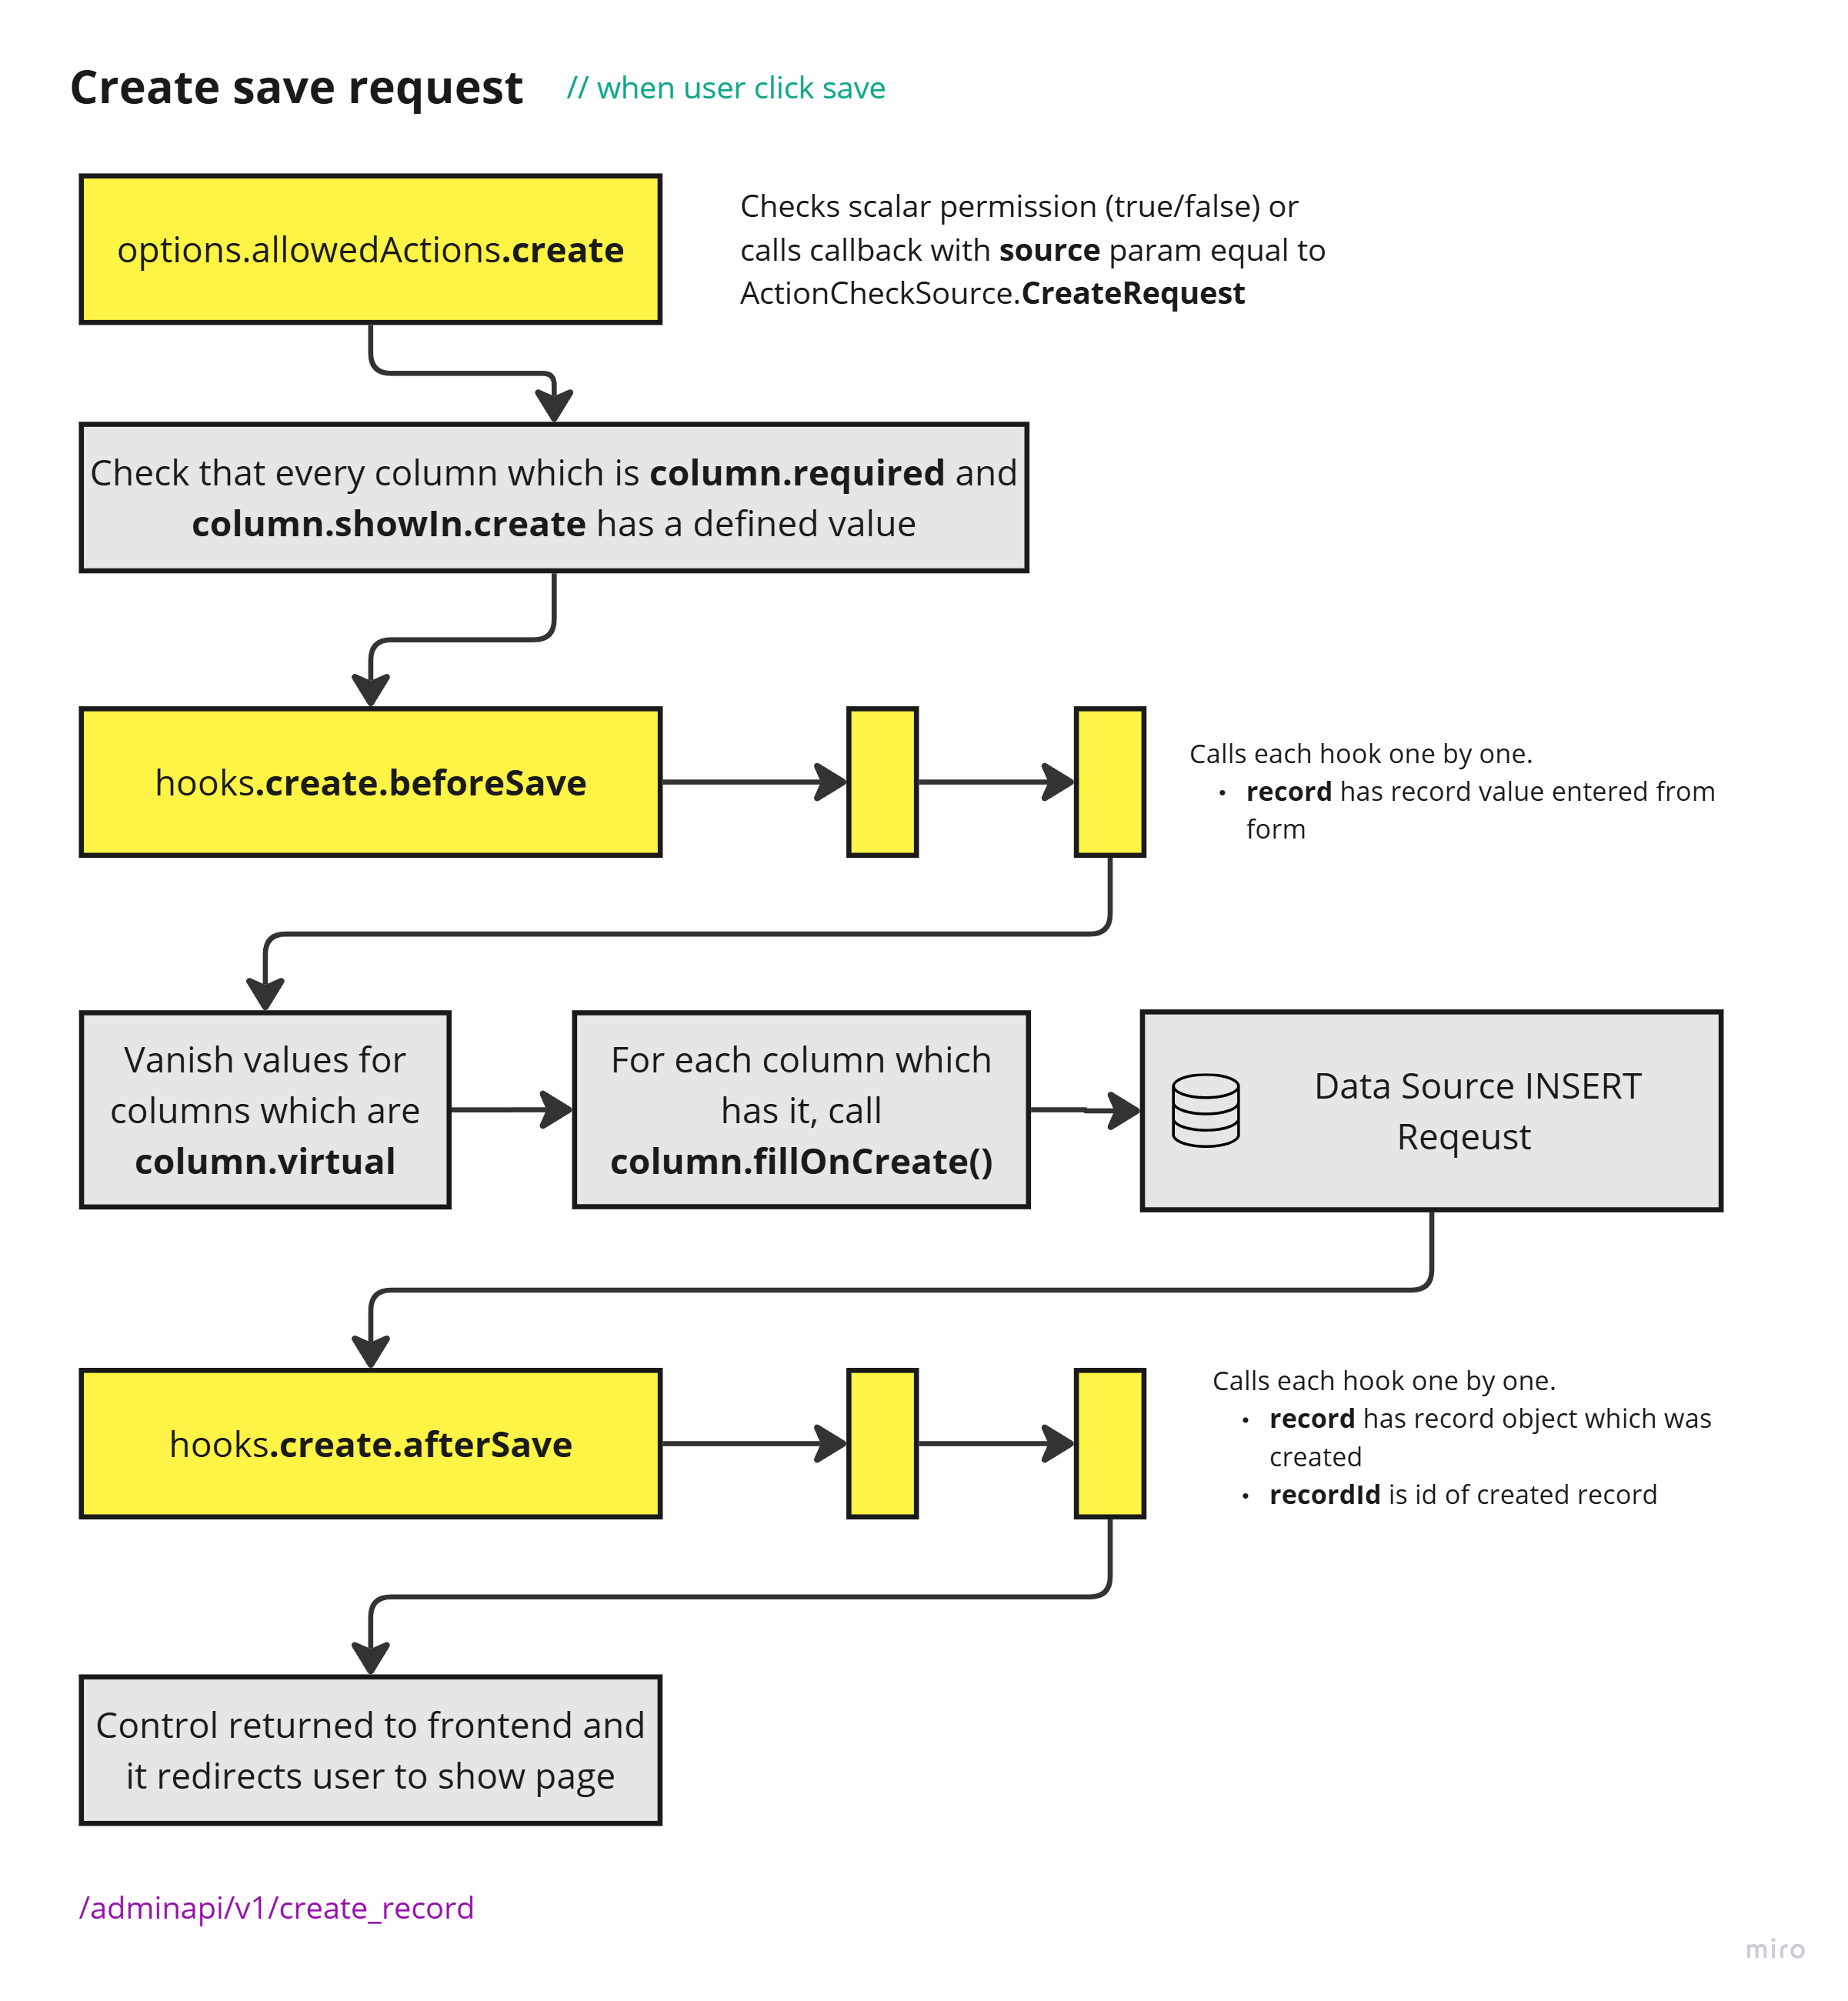 Create save request // when user click save
options.allowedActions.create
Checks scalar permission (true/false) or
calls callback with source param equal to
ActionCheckSource.CreateRequest
Check that every column which is column.required and
column.showIn.create has a defined value
hooks.create.beforeSave
Calls each hook one by one.
• record has record value entered from
form
Vanish values for
columns which are
column.virtual
For each column which
has it, call
column.fillOnCreate()
Data Source INSERT
Reqeust
hooks.create.afterSave
Calls each hook one by one.
• record has record object which was
created
• recordId is id of created record
Control returned to frontend and
it redirects user to show page
/adminapi/v1/create_record
miro